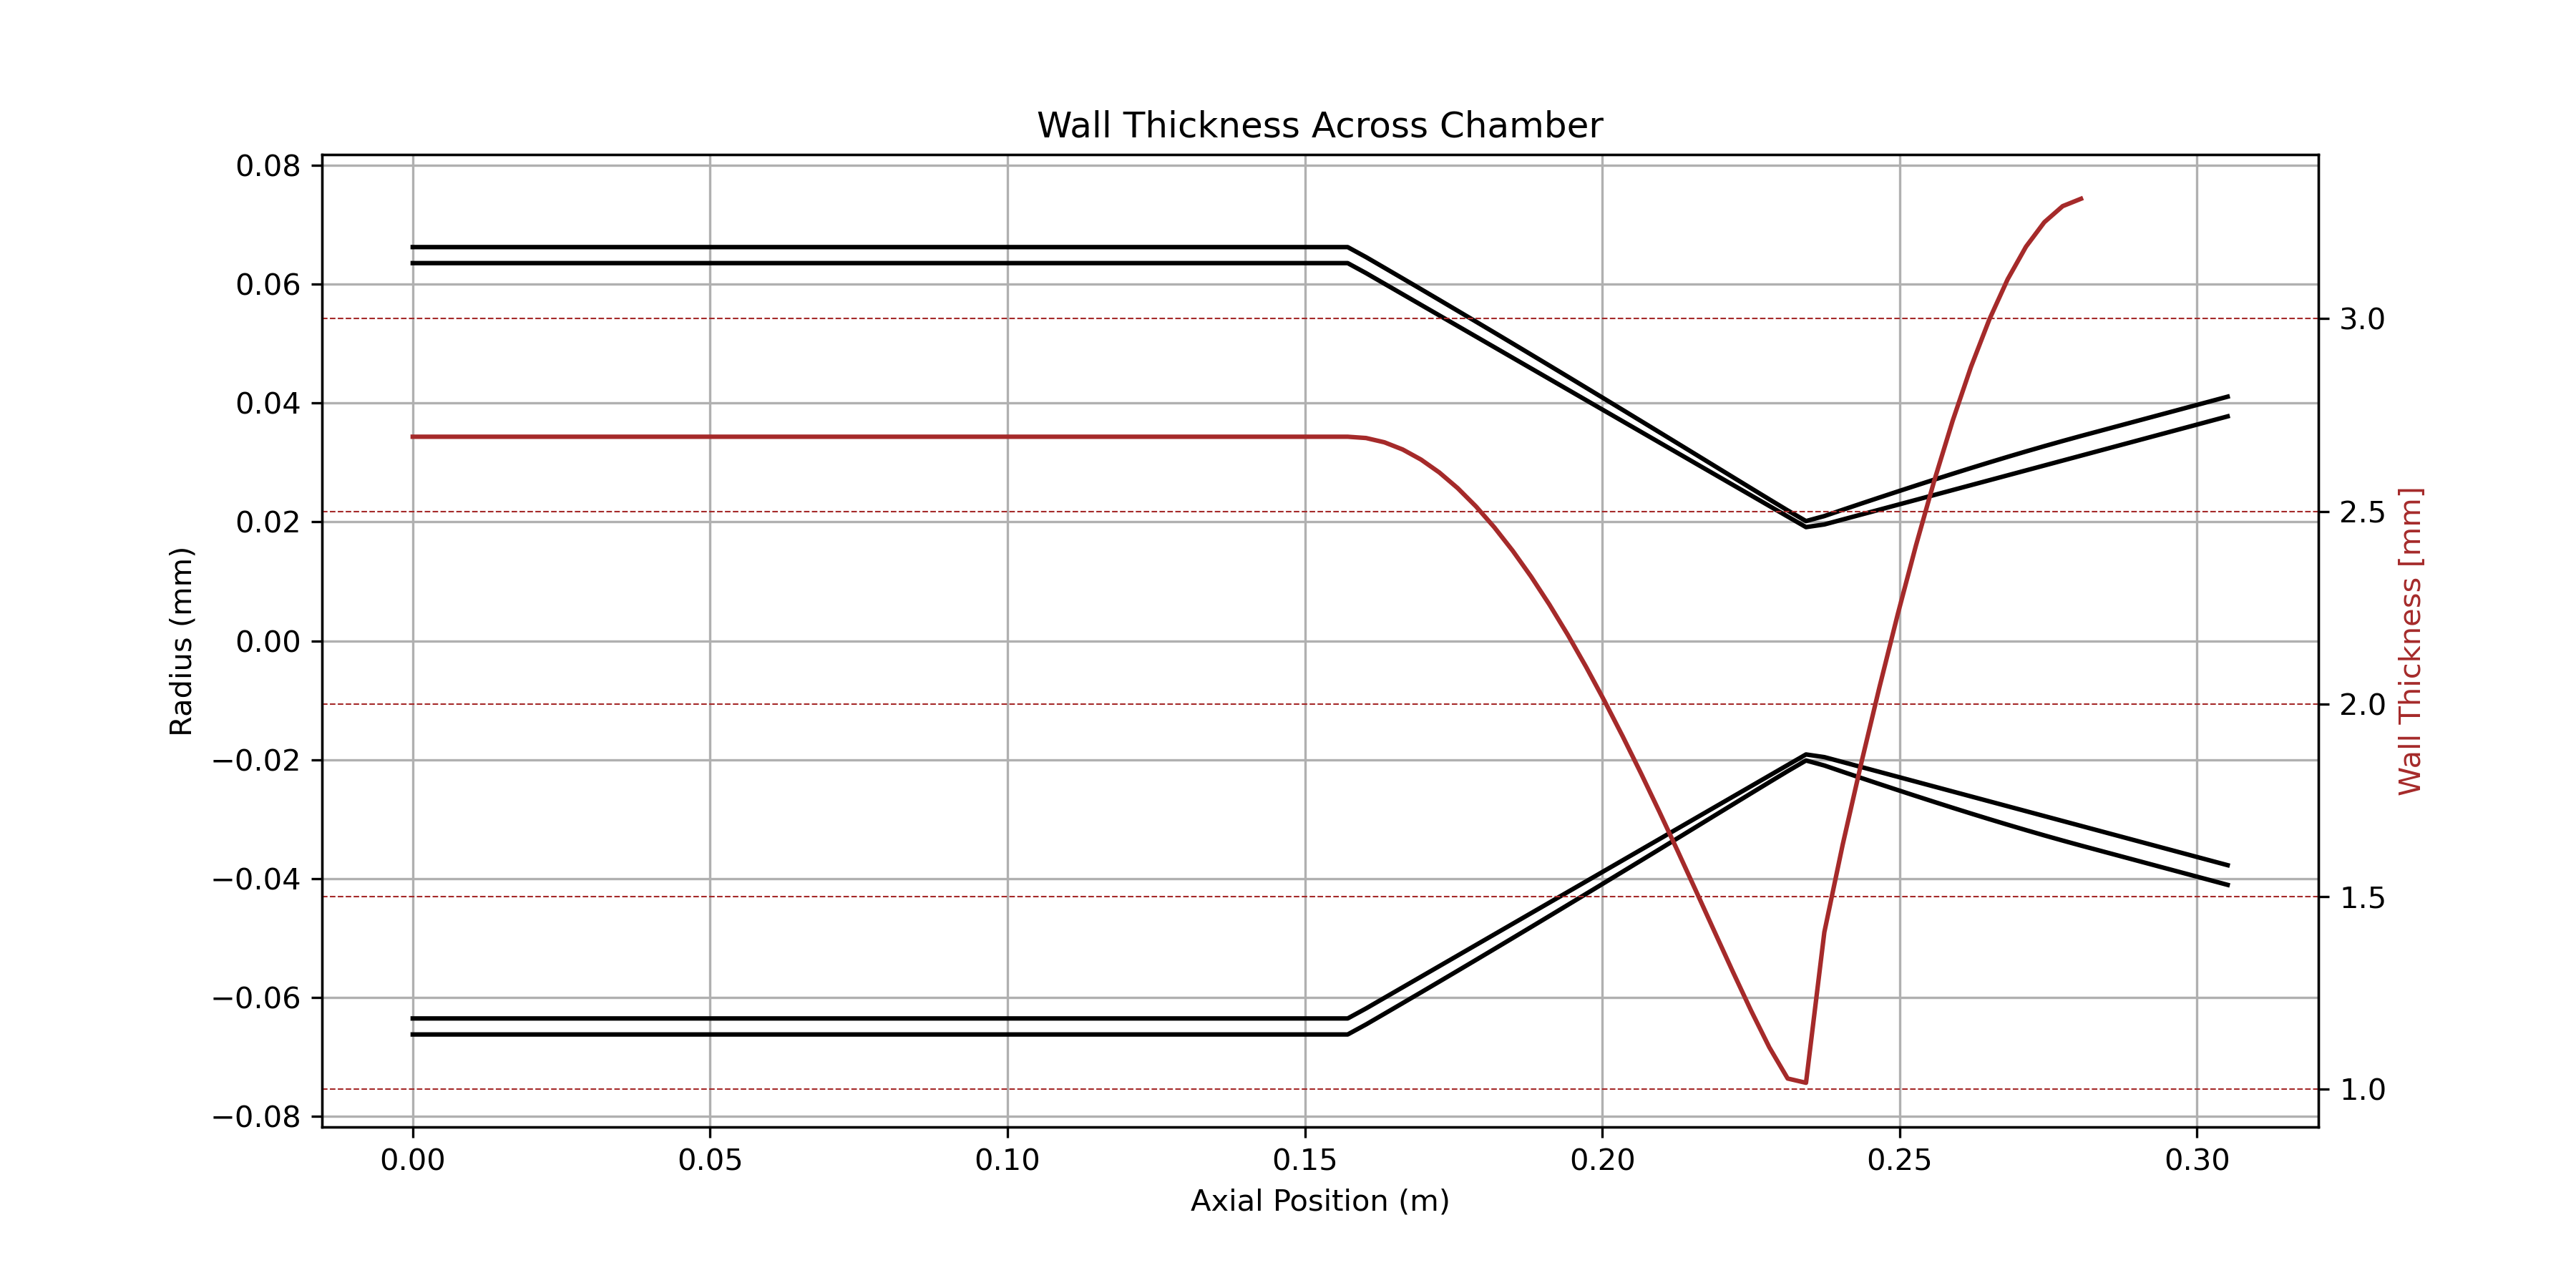 Wall Thickness Across Chamber
0.08
0.06
0.04
0.02
0.00
−0.02
−0.04
−0.06
−0.08
Radius (mm)
3.0
2.5
2.0
1.5
1.0
Wall Thickness [mm]
0.00 0.05 0.10 0.15 0.20 0.25 0.30
Axial Position (m)